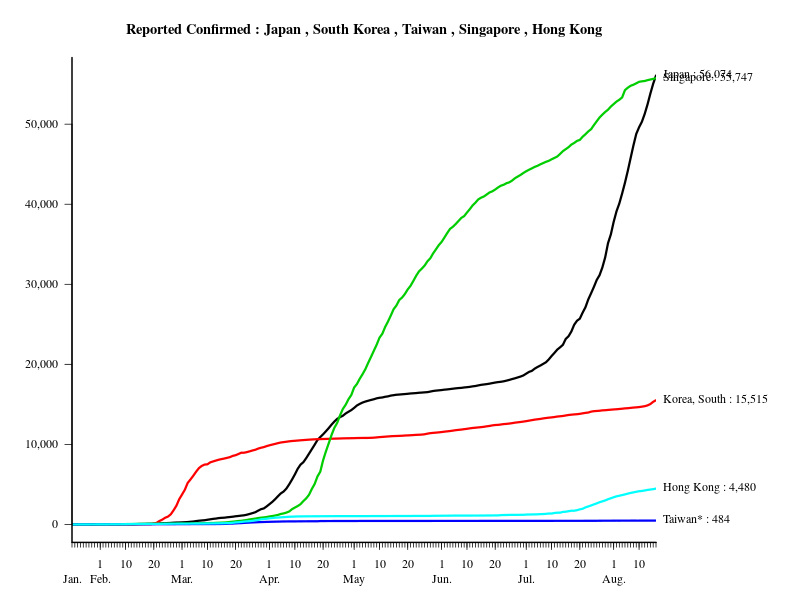 Reported Confirmed : Japan , South Korea , Taiwan , Singapore , Hong Kong
Japan : 56,074
Singapore : 55,747
50,000
40,000
30,000
20,000
Korea, South : 15,515
10,000
Hong Kong : 4,480
Taiwan* : 484
0
1 10 20 1 10 20 1 10 20 1 10 20 1 10 20 1 10 20 1 10
Jan. Feb. Mar. Apr. May Jun. Jul. Aug.